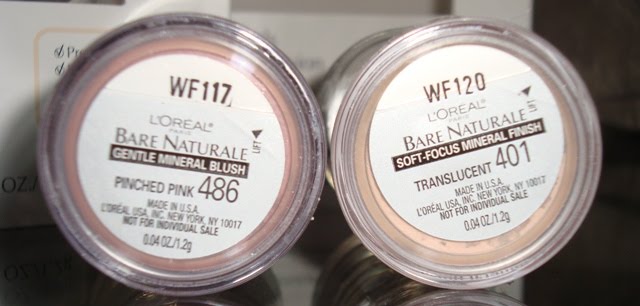 WF117
L'ORÉAL
PARIS
BARE NATURALE
GENTLE MINERAL BLUSH
LIFT
PINCHED PINK 486
MADE IN U.S.A.
L'ORÉAL USA, INC. NEW YORK, NY 10017
NOT FOR INDIVIDUAL SALE
0.04 OZ/1.2g
WF120
L'ORÉAL
PARIS
BARE NATURALE
SOFT-FOCUS MINERAL FINISH
LIFT
TRANSLUCENT 401
MADE IN U.S.A.
L'ORÉAL USA, INC. NEW YORK, NY 10017
NOT FOR INDIVIDUAL SALE
0.04 OZ/1.2g